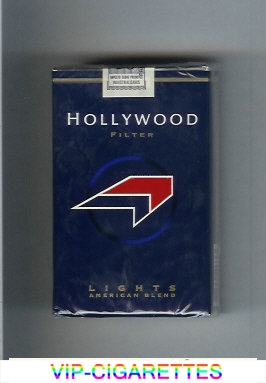 HOLLYWOOD
FILTER
LIGHTS
AMERICAN BLEND
VIP-CIGARETTES